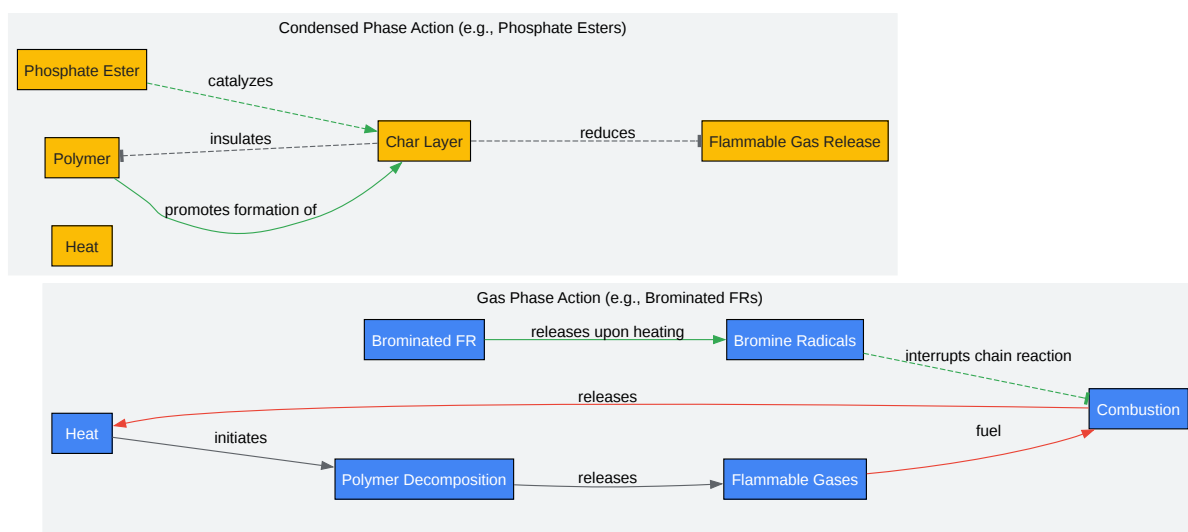 Condensed Phase Action (e.g., Phosphate Esters)
Phosphate Ester
catalyzes
insulates
reduces
Char Layer
Flammable Gas Release
Polymer
promotes formation of
Heat
Gas Phase Action (e.g., Brominated FRs)
Brominated FR
releases upon heating
Bromine Radicals
interrupts chain reaction
releases
Combustion
Heat
initiates
fuel
Polymer Decomposition
releases
Flammable Gases